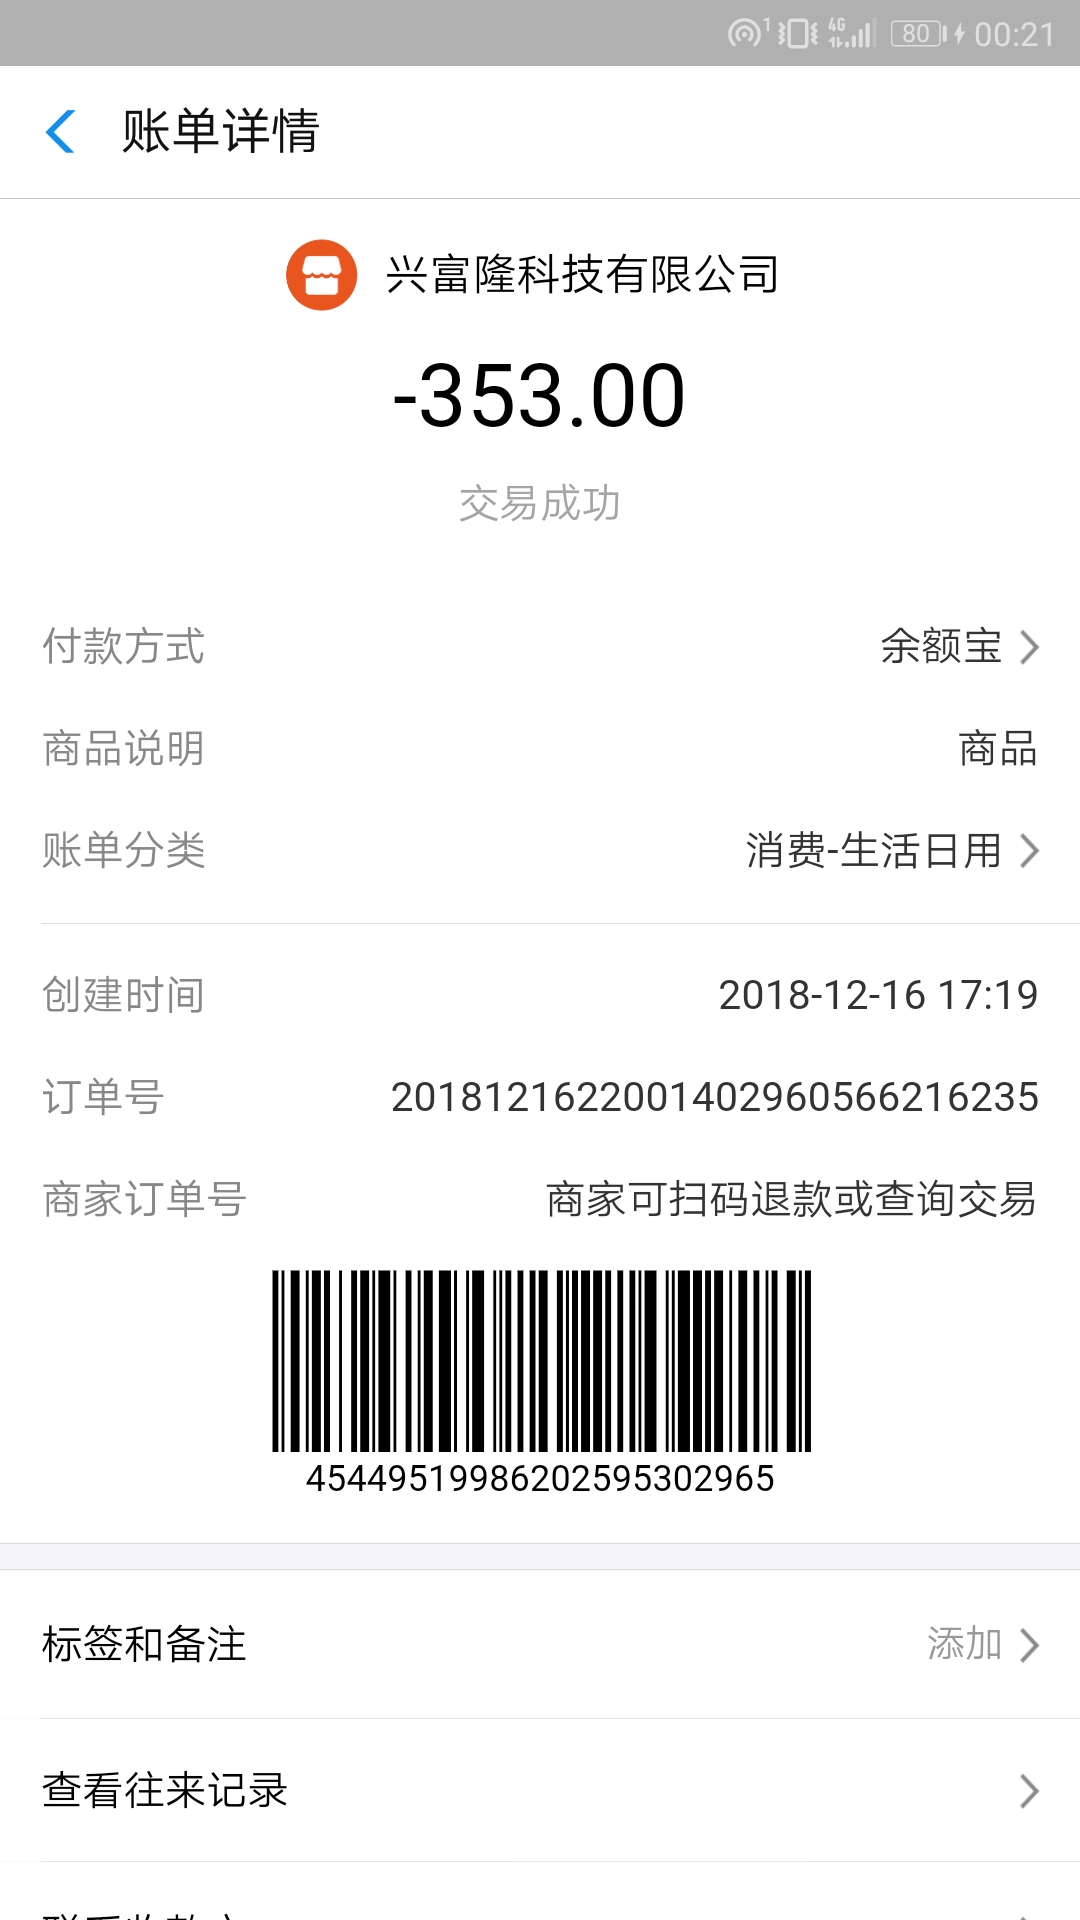 1 4G 80 00:21
账单详情
兴富隆科技有限公司
-353.00
交易成功
付款方式 余额宝
商品说明 商品
账单分类 消费-生活日用
创建时间 2018-12-16 17:19
订单号 2018121622001402960566216235
商家订单号 商家可扫码退款或查询交易
45449519986202595302965
标签和备注 添加
查看往来记录